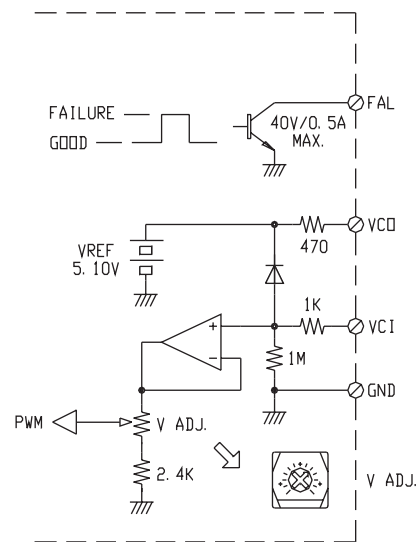 FAILURE
GOOD
40V/0.5A
MAX.
FAL
VREF
5.10V
470
VCO
1K
VCI
+
-
1M
GND
PWM
V ADJ.
2.4K
V ADJ.